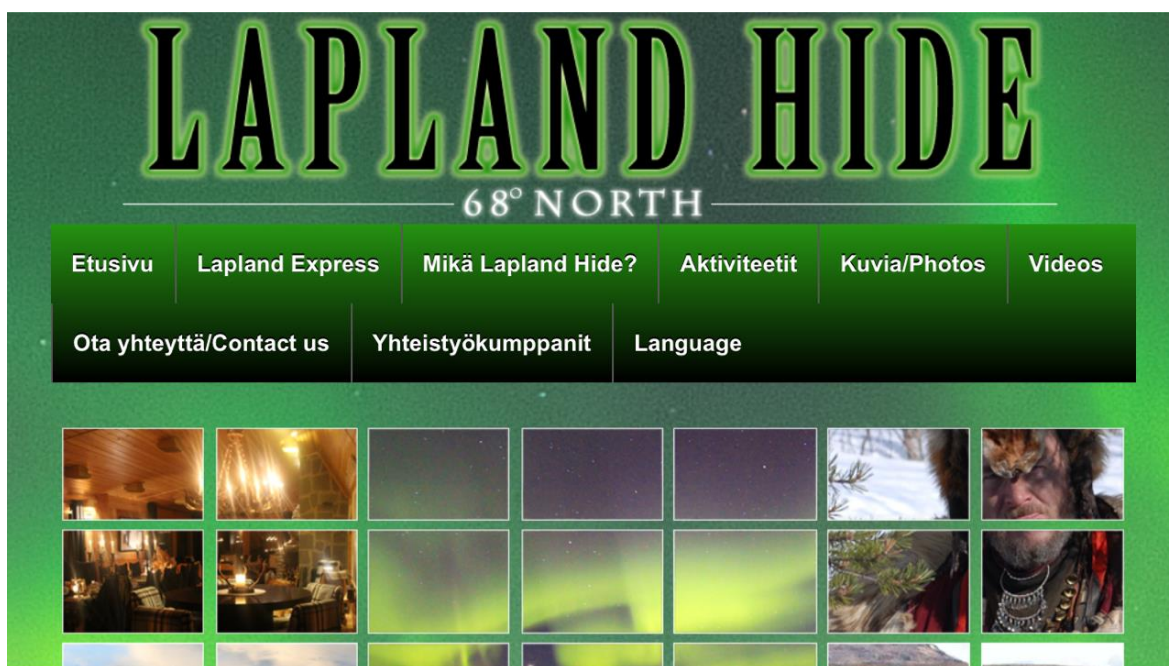 LAPLAND HIDE
68° NORTH
Etusivu Lapland Express Mikä Lapland Hide? Aktiviteetit Kuvia/Photos Videos
Ota yhteyttä/Contact us Yhteistyökumppanit Language